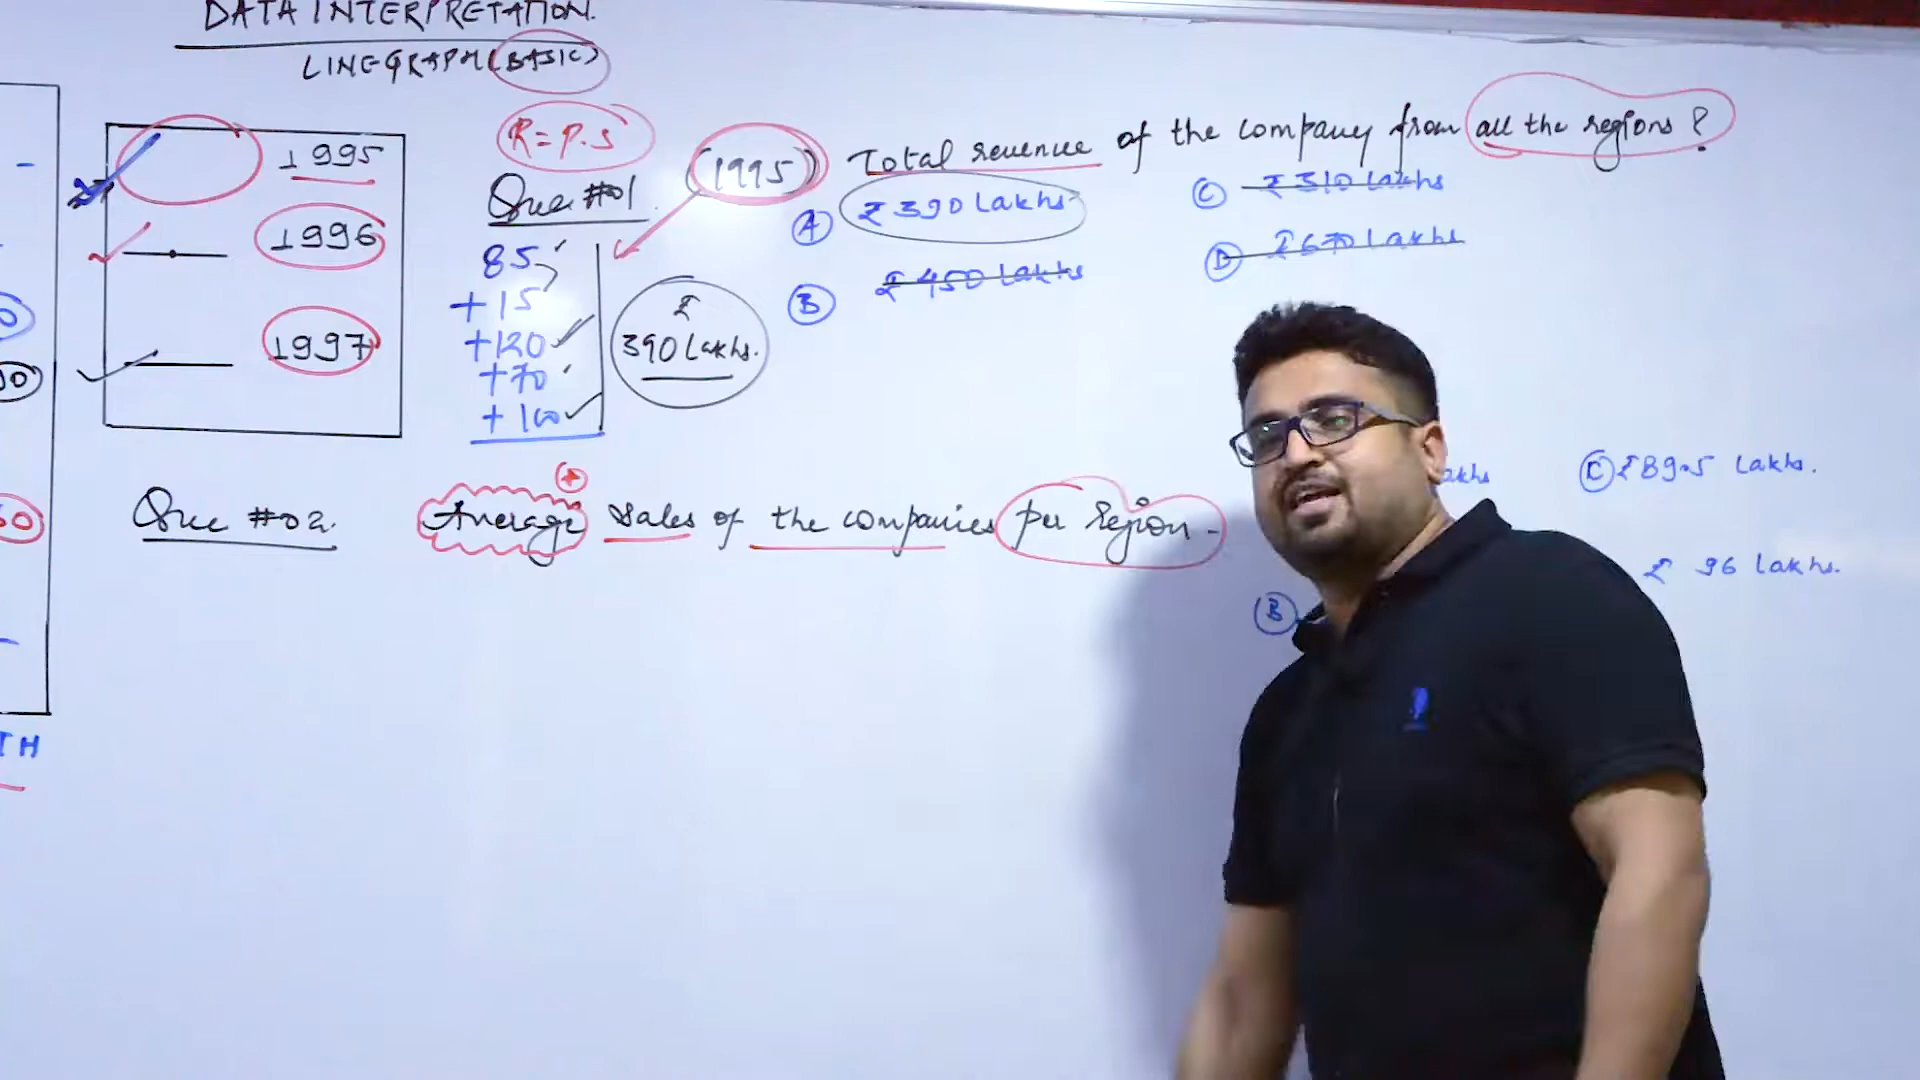 DATA INTERPRETATION.
LINEGRAPH (BASIC)
1995
1996
1997
R = P.S
Que #01
(1995) Total revenue of the company from all the regions ?
A ₹390 Lakhs
B ₹450 Lakhs
C ₹310 Lakhs
D ₹670 Lakhs
85
+15
+120
+70
+100
₹
390 Lakhs.
Que #02.
Average sales of the companies per region -
akhs
C ₹89.5 Lakhs.
B
₹ 96 Lakhs.
TH